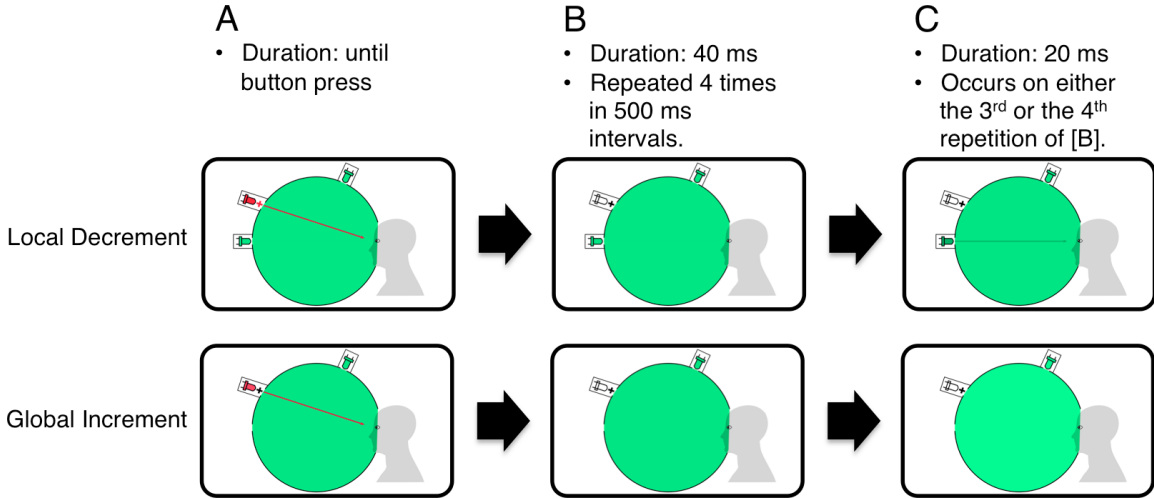 A
• Duration: until
button press
B
• Duration: 40 ms
• Repeated 4 times
in 500 ms
intervals.
C
• Duration: 20 ms
• Occurs on either
the 3rd or the 4th
repetition of [B].
Local Decrement
Global Increment